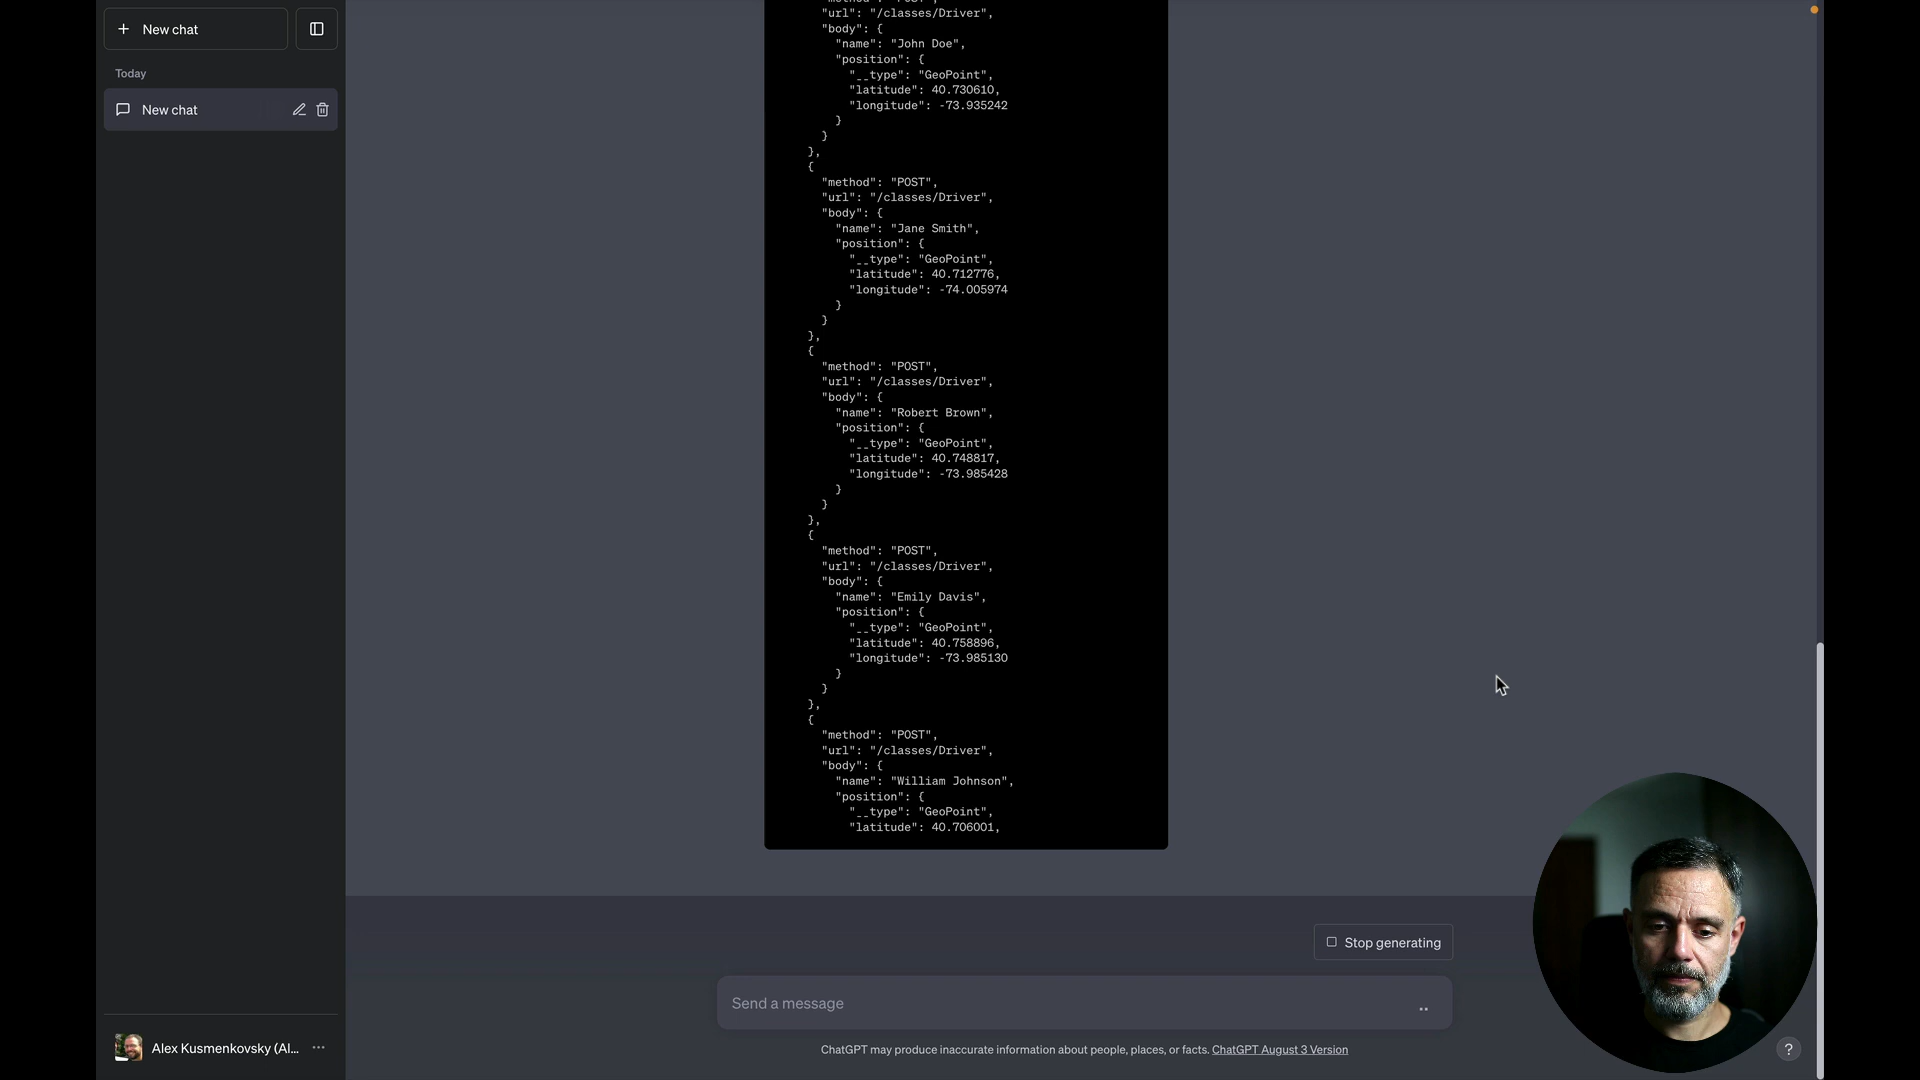 New chat
Today
New chat
"url": "/classes/Driver",
"body": {
"name": "John Doe",
"position": {
"__type": "GeoPoint",
"latitude": 40.730610,
"longitude": -73.935242
}
}
},
{
"method": "POST",
"url": "/classes/Driver",
"body": {
"name": "Jane Smith",
"position": {
"__type": "GeoPoint",
"latitude": 40.712776,
"longitude": -74.005974
}
}
},
{
"method": "POST",
"url": "/classes/Driver",
"body": {
"name": "Robert Brown",
"position": {
"__type": "GeoPoint",
"latitude": 40.748817,
"longitude": -73.985428
}
}
},
{
"method": "POST",
"url": "/classes/Driver",
"body": {
"name": "Emily Davis",
"position": {
"__type": "GeoPoint",
"latitude": 40.758896,
"longitude": -73.985130
}
}
},
{
"method": "POST",
"url": "/classes/Driver",
"body": {
"name": "William Johnson",
"position": {
"__type": "GeoPoint",
"latitude": 40.706001,
Stop generating
Send a message
Alex Kusmenkovsky (Al...
ChatGPT may produce inaccurate information about people, places, or facts. ChatGPT August 3 Version
?